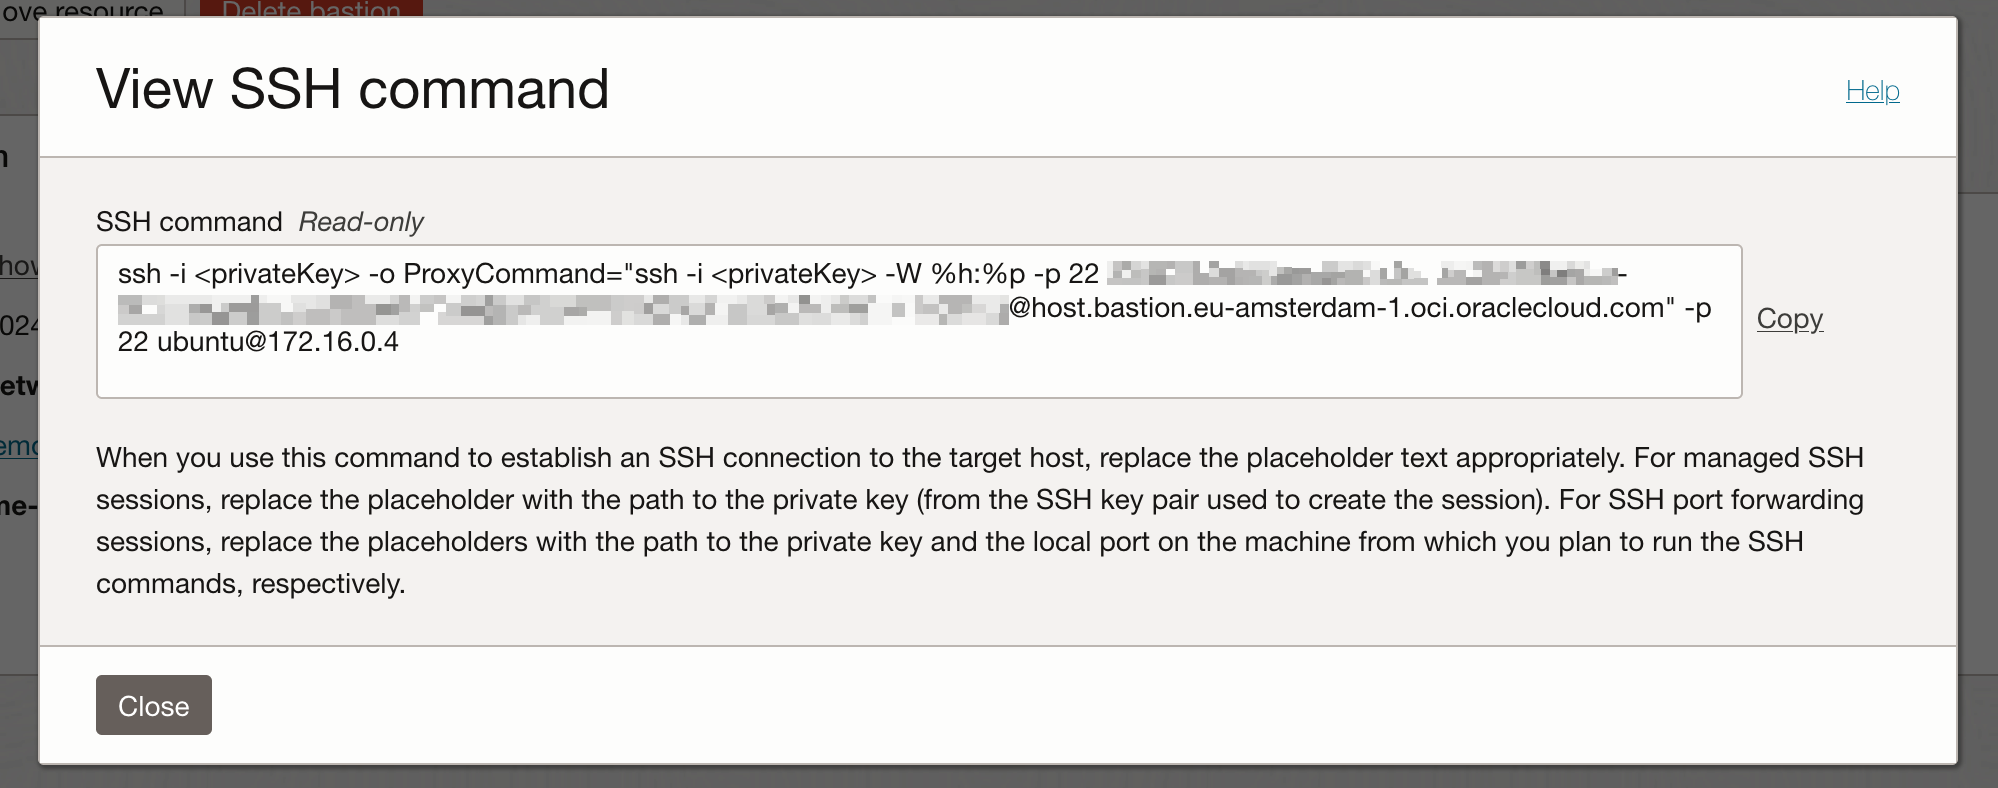 ove resource
Delete bastion
View SSH command
Help
SSH command Read-only
ssh -i <privateKey> -o ProxyCommand="ssh -i <privateKey> -W %h:%p -p 22 -
@host.bastion.eu-amsterdam-1.oci.oraclecloud.com" -p
22 ubuntu@172.16.0.4
Copy
When you use this command to establish an SSH connection to the target host, replace the placeholder text appropriately. For managed SSH
sessions, replace the placeholder with the path to the private key (from the SSH key pair used to create the session). For SSH port forwarding
sessions, replace the placeholders with the path to the private key and the local port on the machine from which you plan to run the SSH
commands, respectively.
Close